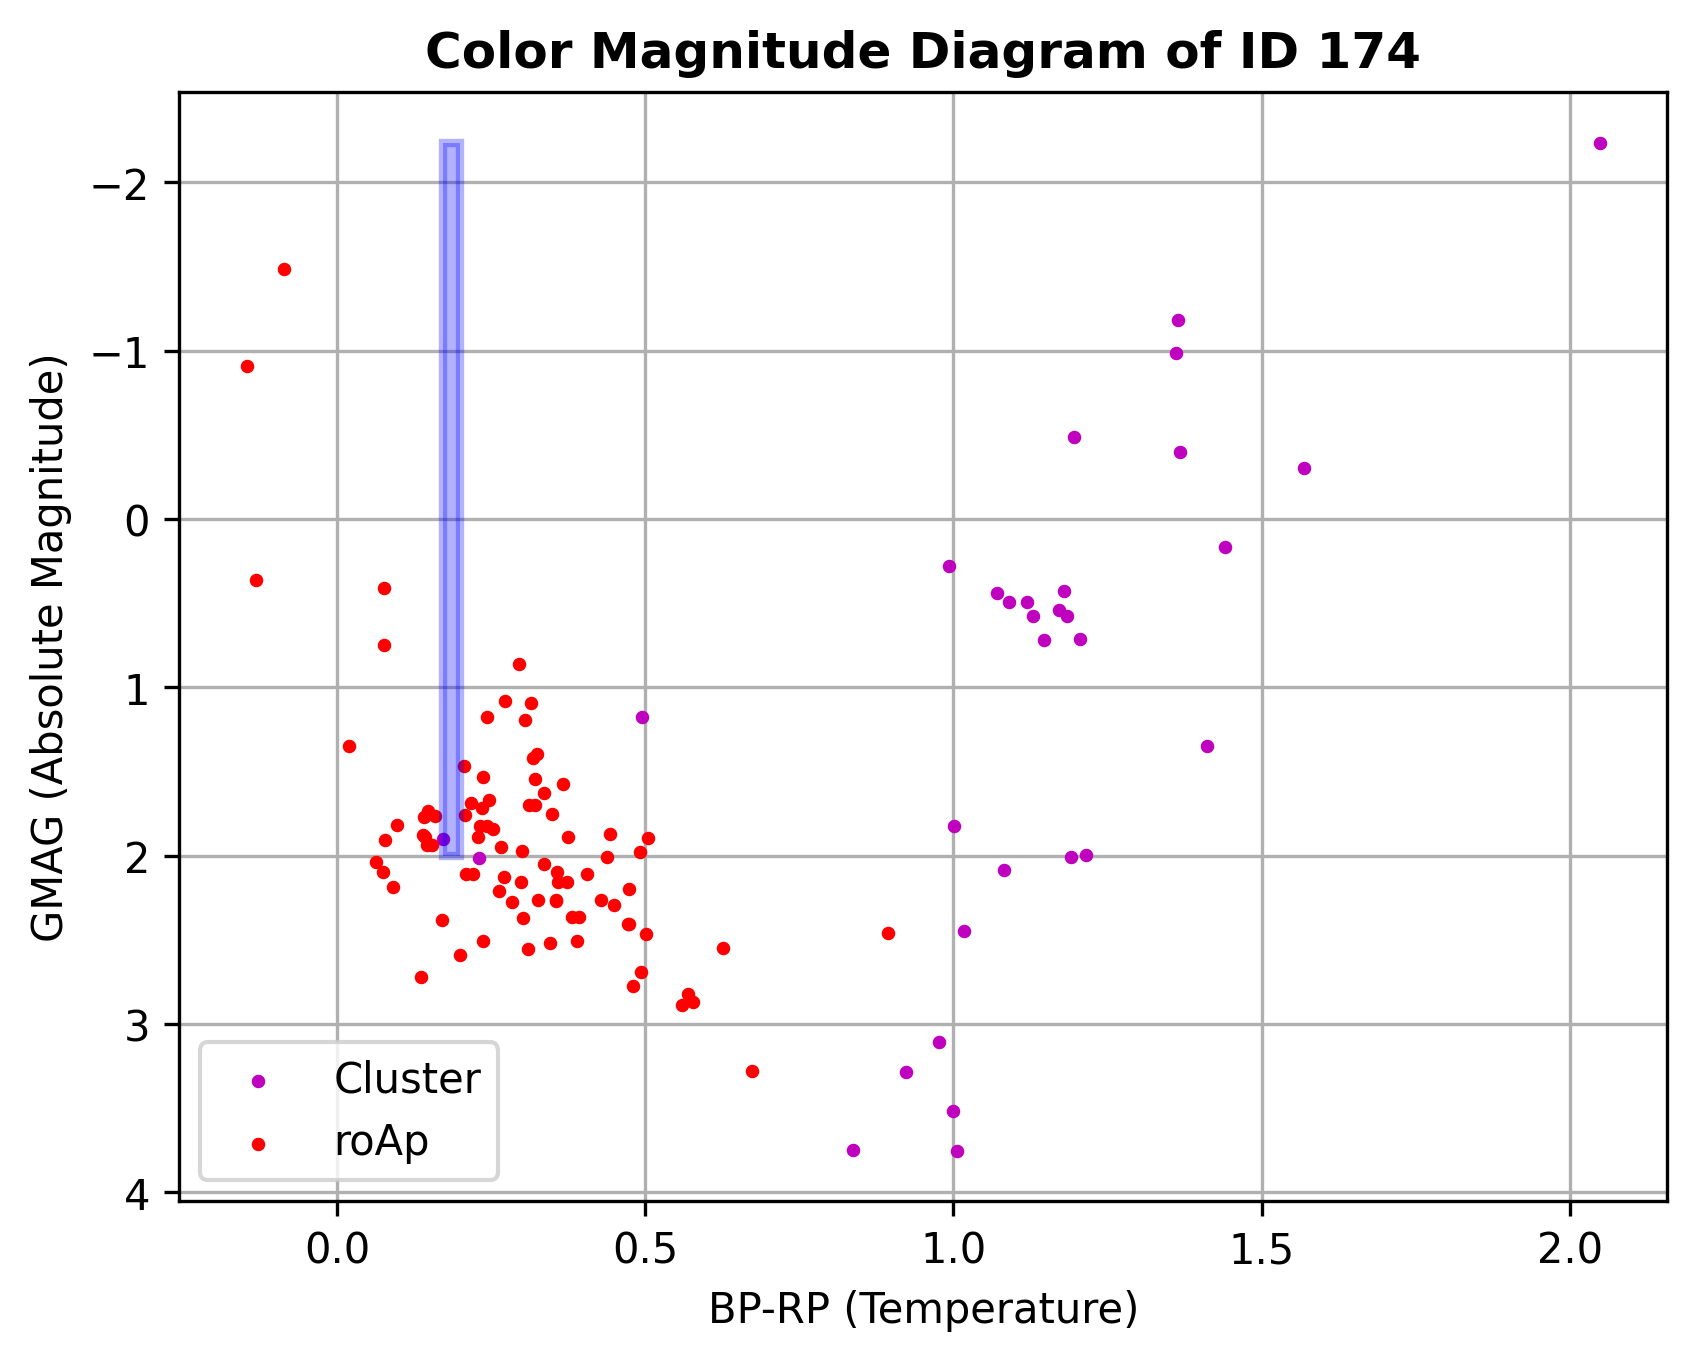 Color Magnitude Diagram of ID 174
GMAG (Absolute Magnitude)
−2
−1
0
1
2
3
4
Cluster
roAp
0.0 0.5 1.0 1.5 2.0
BP-RP (Temperature)